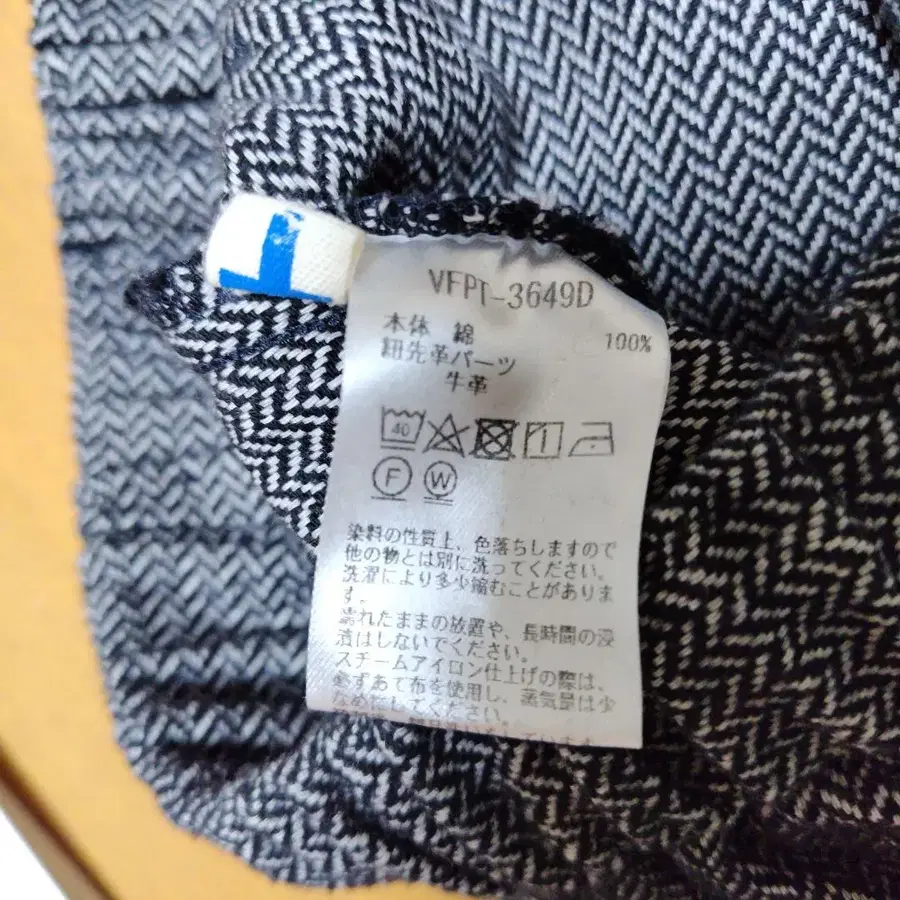 VFPT-3649D
本体 綿 100%
紐先革パーツ
牛革
40
F W
染料の性質上、色落ちしますので
他の物とは別に洗ってください。
洗濯により多少縮むことがありま
す。
濡れたままの放置や、長時間の浸
漬はしないでください。
スチームアイロン仕上げの際は、
必ずあて布を使用し、蒸気量は少
なめにしてください。